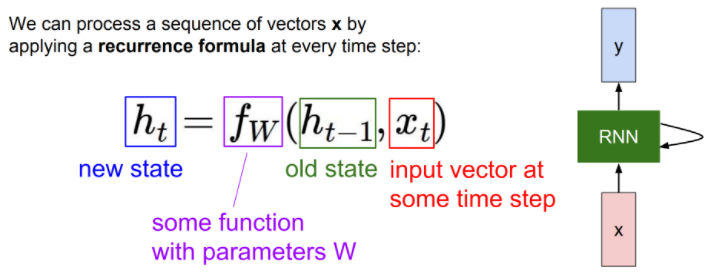 We can process a sequence of vectors x by
applying a recurrence formula at every time step:
h_t = f_W(h_{t-1}, x_t)
new state
old state
input vector at
some time step
some function
with parameters W
y
RNN
x